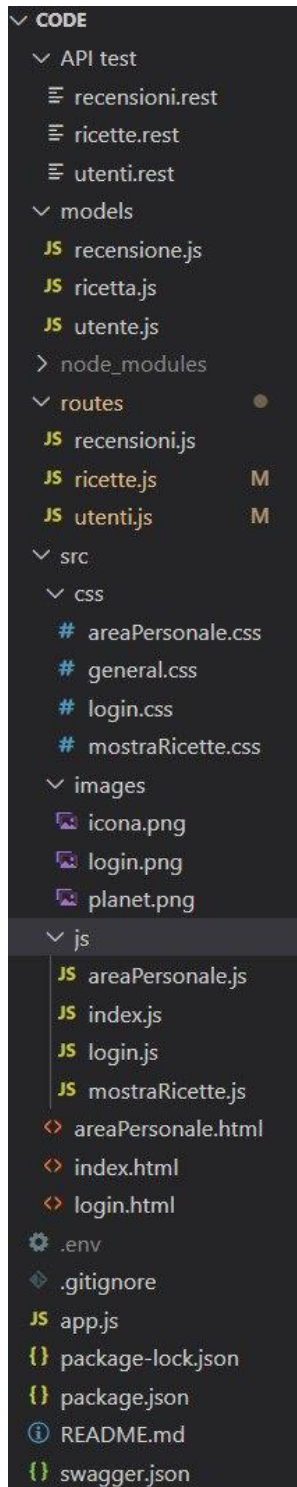 CODE
API test
recensioni.rest
ricette.rest
utenti.rest
models
JS recensione.js
JS ricetta.js
JS utente.js
node_modules
routes
JS recensioni.js
JS ricette.js M
JS utenti.js M
src
css
# areaPersonale.css
# general.css
# login.css
# mostraRicette.css
images
icona.png
login.png
planet.png
js
JS areaPersonale.js
JS index.js
JS login.js
JS mostraRicette.js
<> areaPersonale.html
<> index.html
<> login.html
.env
.gitignore
JS app.js
{} package-lock.json
{} package.json
README.md
{} swagger.json